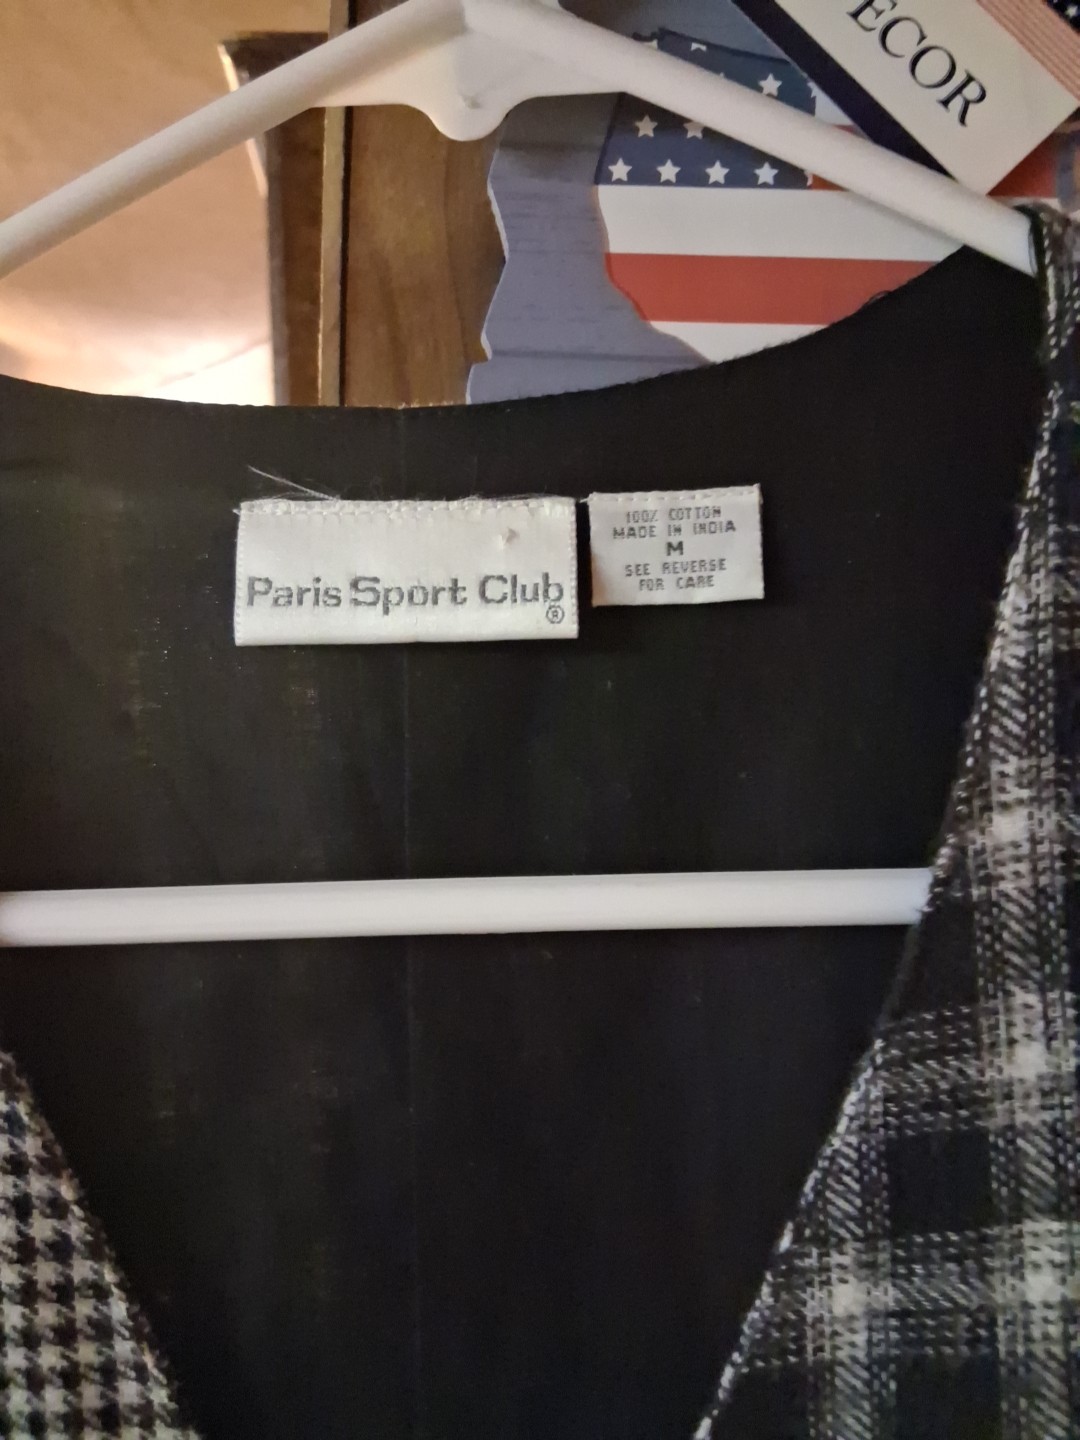 ECOR
Paris Sport Club
®
100% COTTON
MADE IN INDIA
M
SEE REVERSE
FOR CARE